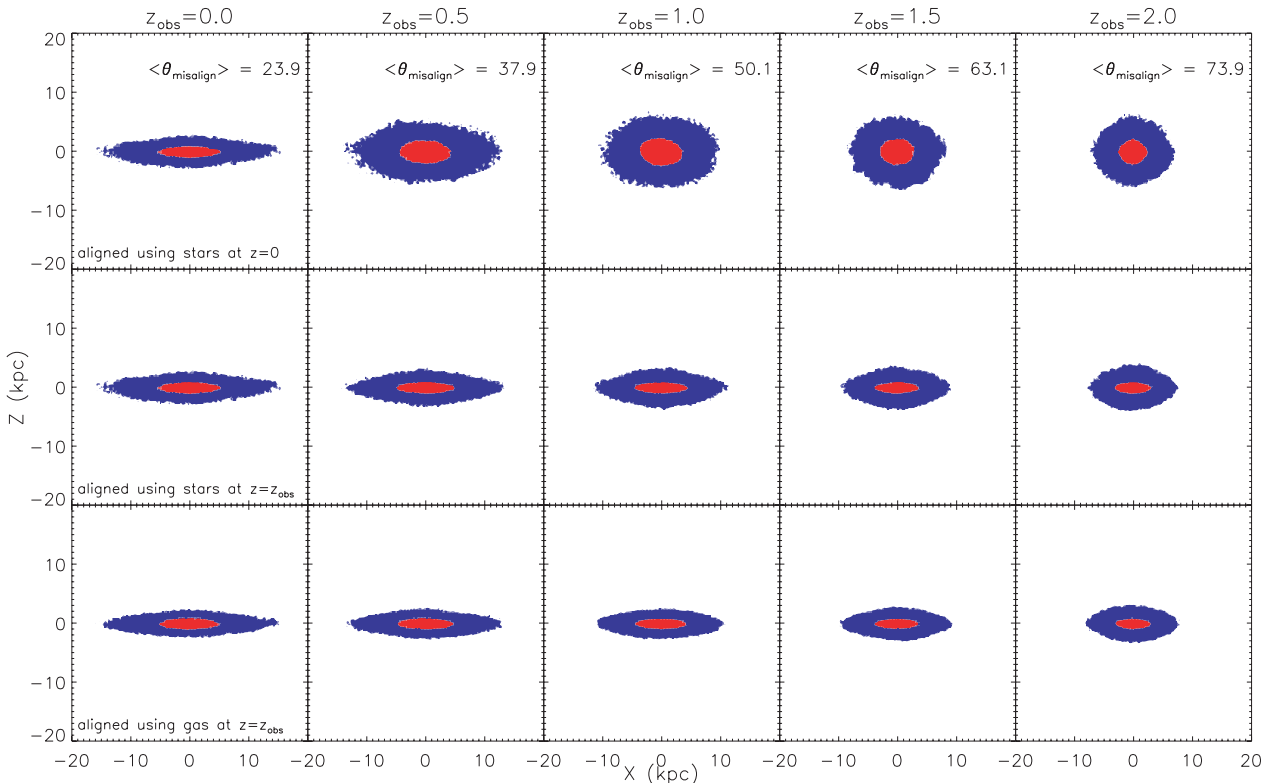 z_obs=0.0 z_obs=0.5 z_obs=1.0 z_obs=1.5 z_obs=2.0
20
<θ_misalign> = 23.9 <θ_misalign> = 37.9 <θ_misalign> = 50.1 <θ_misalign> = 63.1 <θ_misalign> = 73.9
10
0
−10
aligned using stars at z=0
−20
10
0
Z (kpc)
−10
aligned using stars at z=z_obs
−20
10
0
−10
aligned using gas at z=z_obs
−20
−20 −10 0 10 −10 0 10 −10 0 10 −10 0 10 −10 0 10 20
X (kpc)